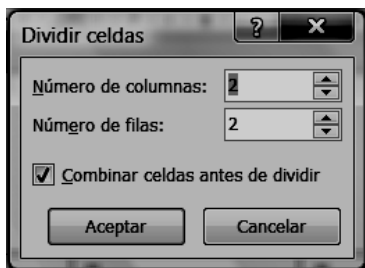 Dividir celdas
?
X
Número de columnas: 2
Número de filas: 2
Combinar celdas antes de dividir
Aceptar Cancelar